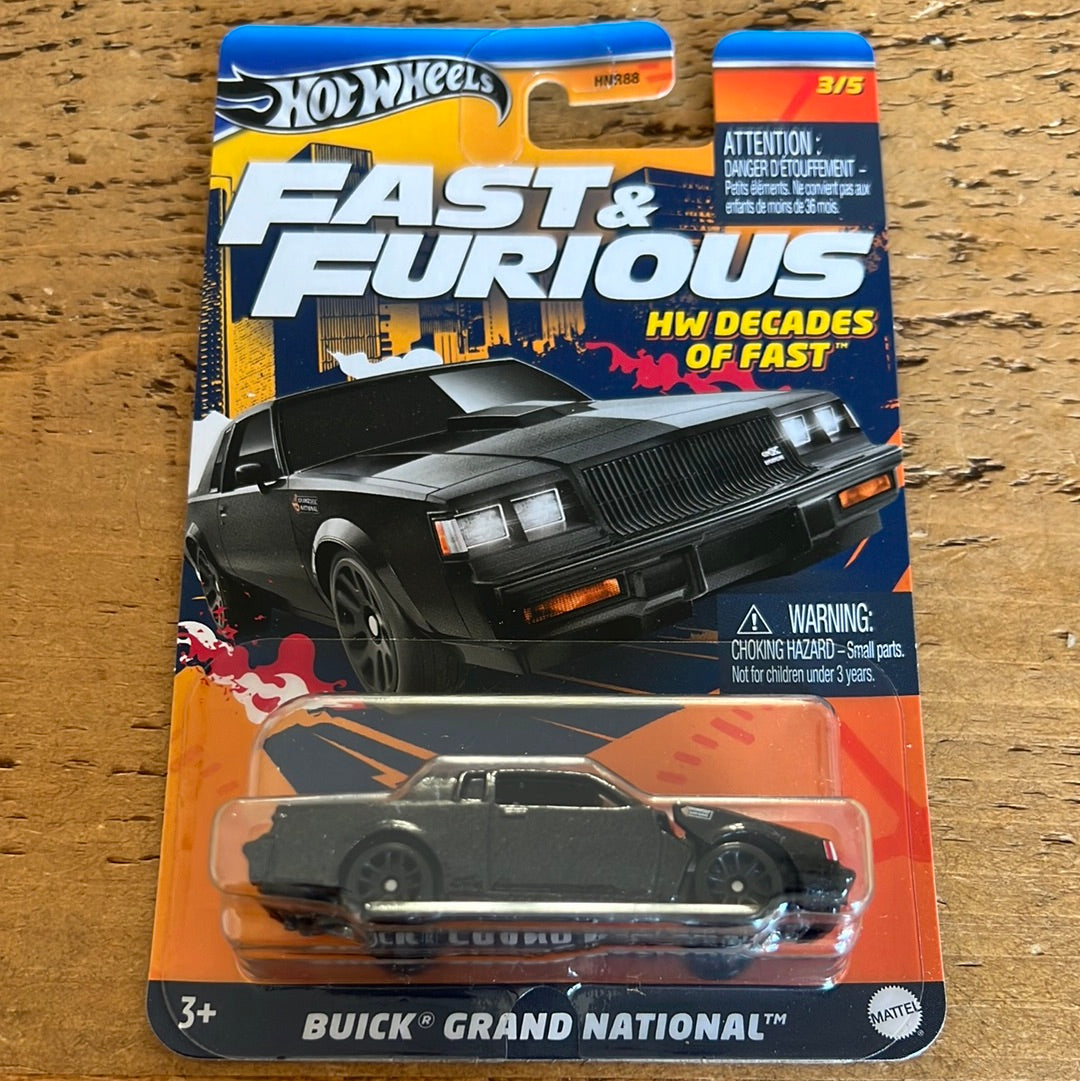 HOT WHEELS
HNR88
3/5
ATTENTION :
DANGER D'ÉTOUFFEMENT –
Petits éléments. Ne convient pas aux
enfants de moins de 36 mois.
FAST &
FURIOUS
HW DECADES
OF FAST™
WARNING:
CHOKING HAZARD – Small parts.
Not for children under 3 years.
3+
BUICK® GRAND NATIONAL™
MATTEL